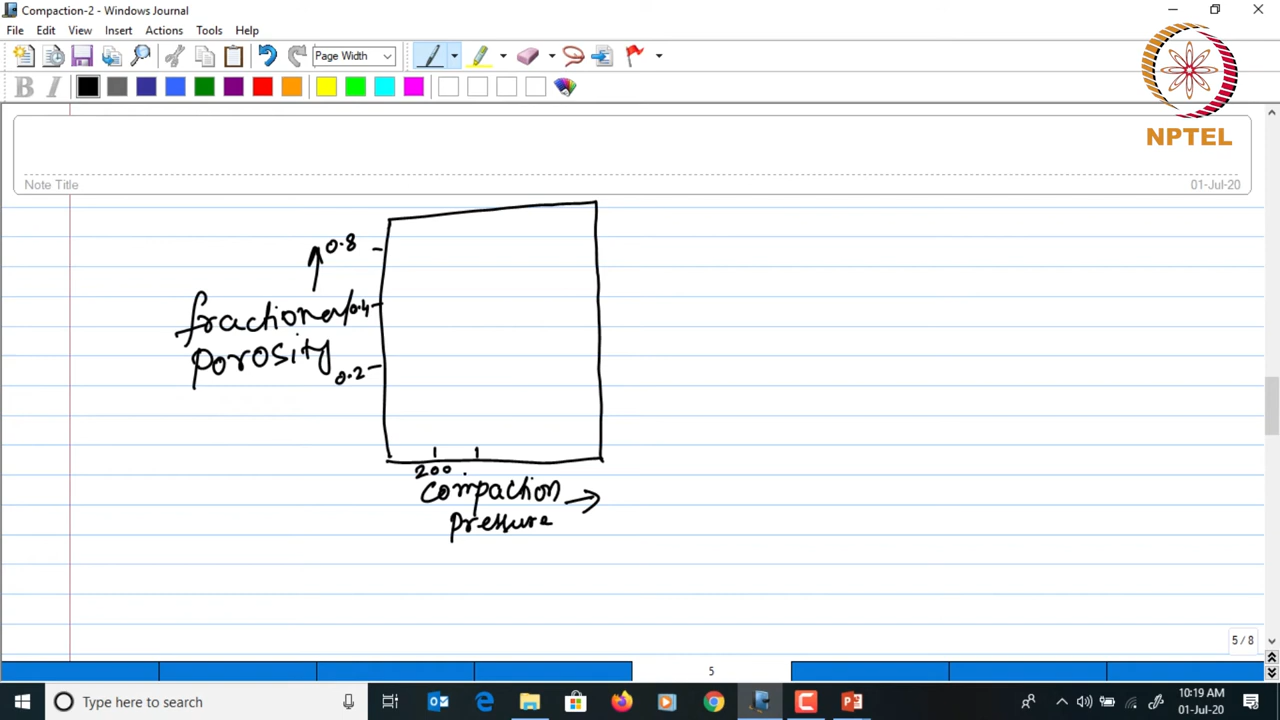 Compaction-2 - Windows Journal
File Edit View Insert Actions Tools Help
Page Width
B I
NPTEL
Note Title
01-Jul-20
0.8
fractional
0.4
Porosity
0.2
200
Compaction
Pressure
5 / 8
5
Type here to search
10:19 AM
01-Jul-20